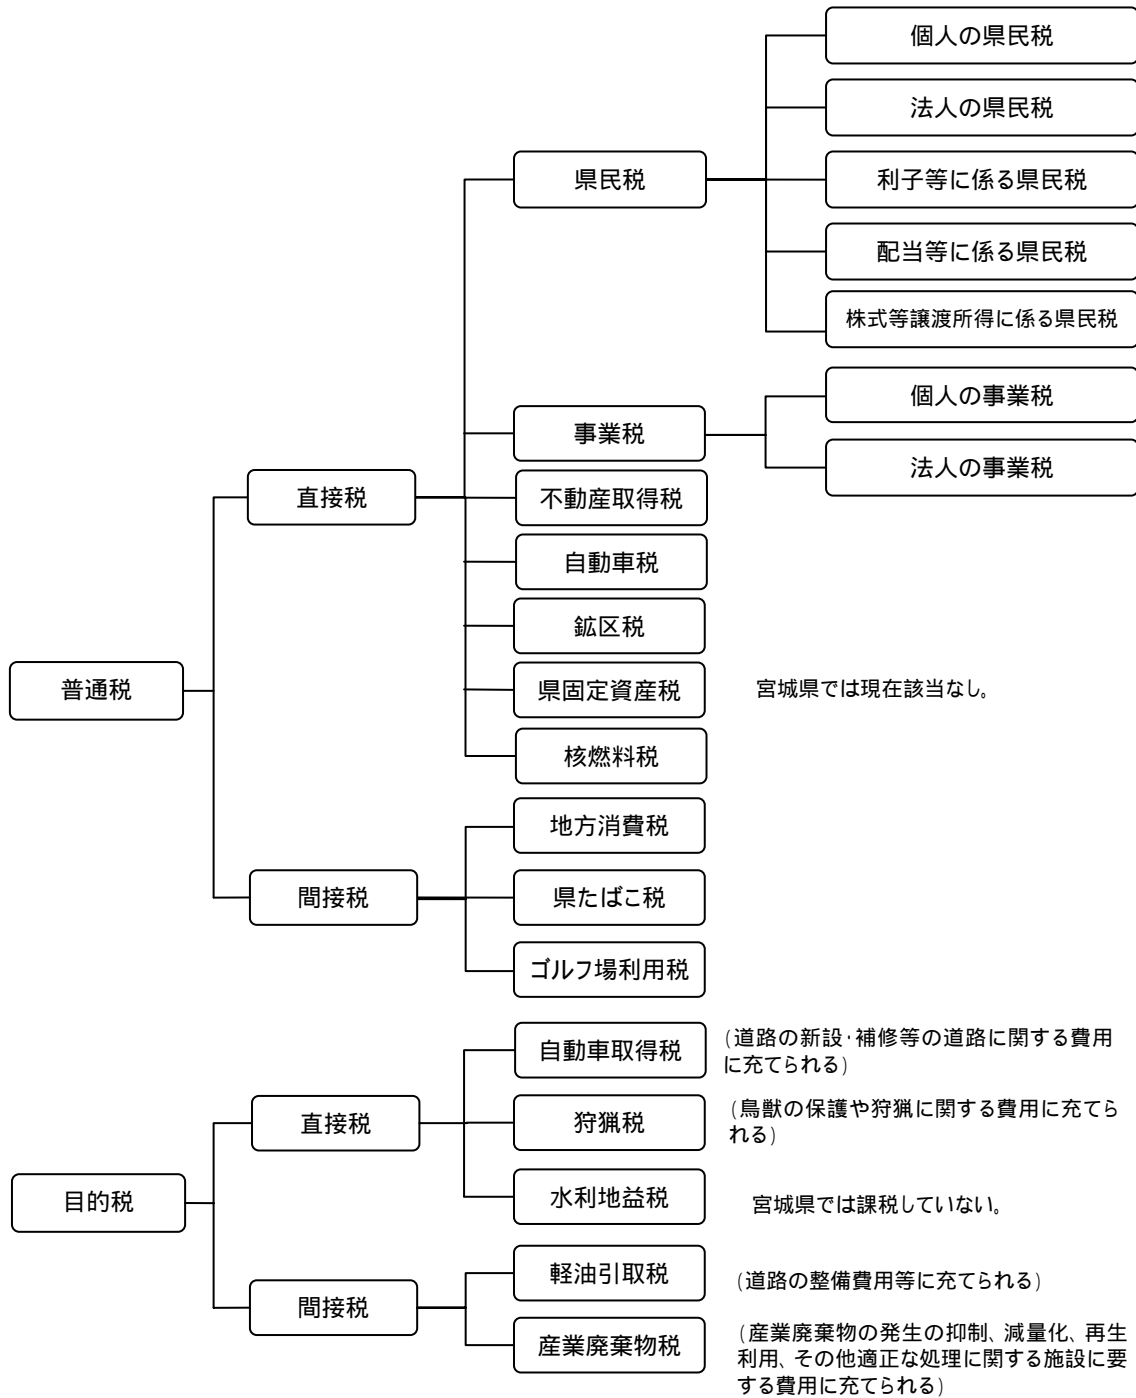 個人の県民税
法人の県民税
県民税
利子等に係る県民税
配当等に係る県民税
株式等譲渡所得に係る県民税
個人の事業税
事業税
法人の事業税
直接税
不動産取得税
自動車税
鉱区税
普通税
県固定資産税
宮城県では現在該当なし。
核燃料税
地方消費税
間接税
県たばこ税
ゴルフ場利用税
自動車取得税
(道路の新設・補修等の道路に関する費用
に充てられる)
直接税
狩猟税
(鳥獣の保護や狩猟に関する費用に充てら
れる)
目的税
水利地益税
宮城県では課税していない。
軽油引取税
(道路の整備費用等に充てられる)
間接税
産業廃棄物税
(産業廃棄物の発生の抑制、減量化、再生
利用、その他適正な処理に関する施設に要
する費用に充てられる)